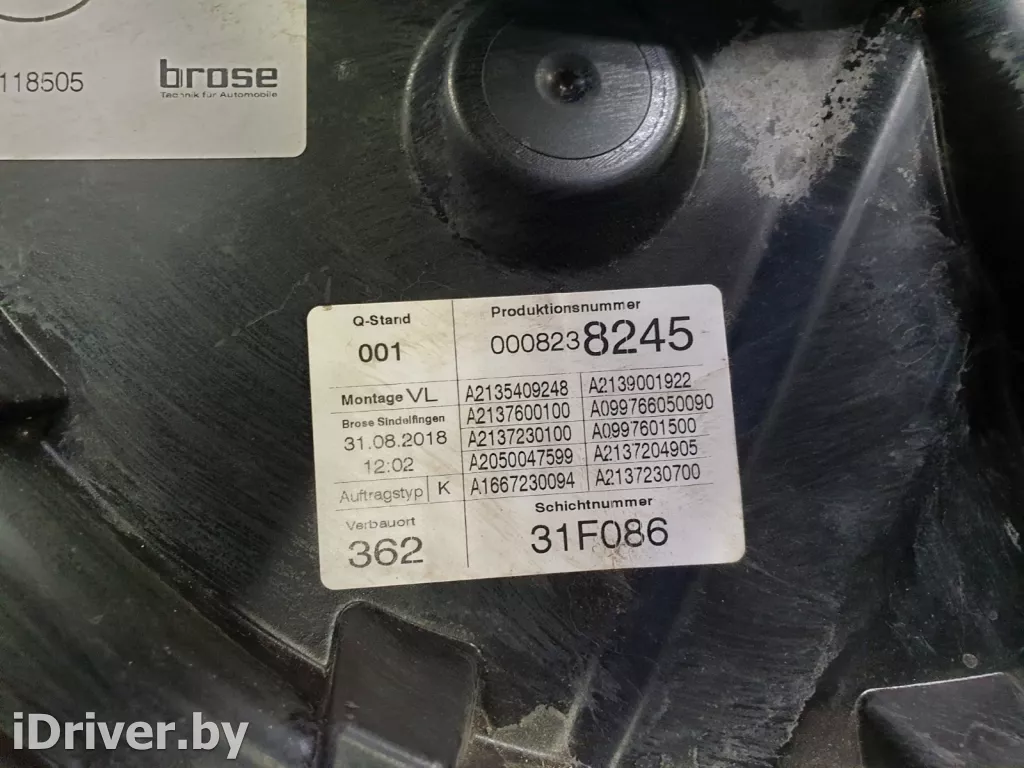 118505
brose
Technik für Automobile
Q-Stand
001
Produktionsnummer
0008238245
Montage VL
Brose Sindelfingen
31.08.2018
12:02
Auftragstyp K
Verbauort
362
A2135409248 A2139001922
A2137600100 A099766050090
A2137230100 A0997601500
A2050047599 A2137204905
A1667230094 A2137230700
Schichtnummer
31F086
iDriver.by